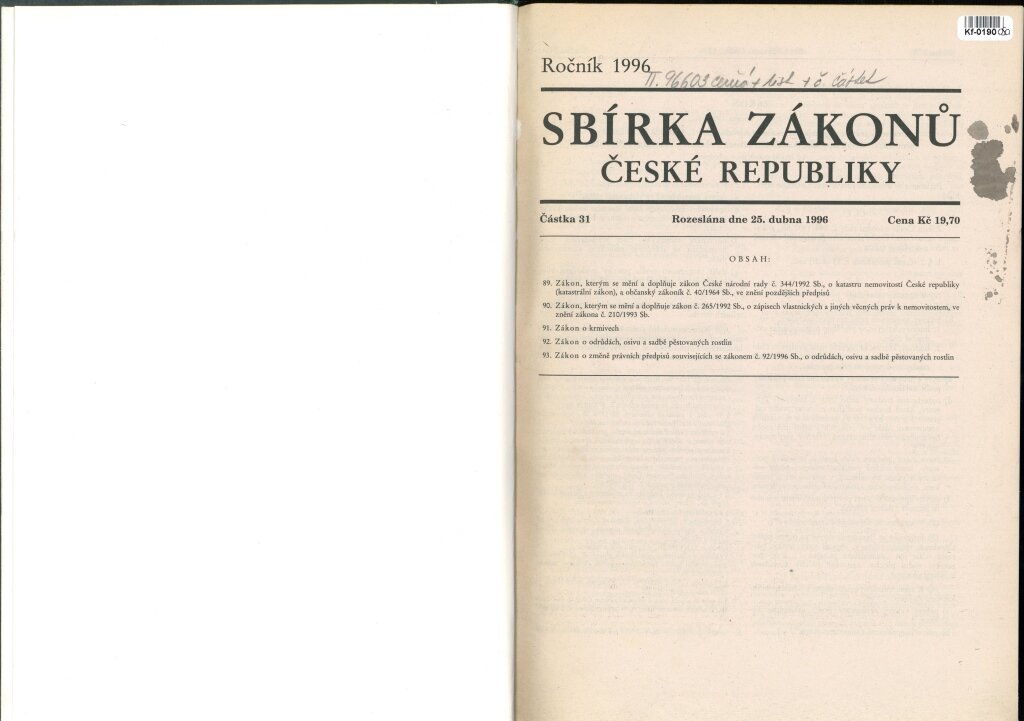 Kf-0190
Ročník 1996
SBÍRKA ZÁKONŮ
ČESKÉ REPUBLIKY
Částka 31 Rozeslána dne 25. dubna 1996 Cena Kč 19,70
OBSAH:
89. Zákon, kterým se mění a doplňuje zákon České národní rady č. 344/1992 Sb., o katastru nemovitostí České republiky
(katastrální zákon), a občanský zákoník č. 40/1964 Sb., ve znění pozdějších předpisů
90. Zákon, kterým se mění a doplňuje zákon č. 265/1992 Sb., o zápisech vlastnických a jiných věcných práv k nemovitostem, ve
znění zákona č. 210/1993 Sb.
91. Zákon o krmivech
92. Zákon o odrůdách, osivu a sadbě pěstovaných rostlin
93. Zákon o změně právních předpisů souvisejících se zákonem č. 92/1996 Sb., o odrůdách, osivu a sadbě pěstovaných rostlin